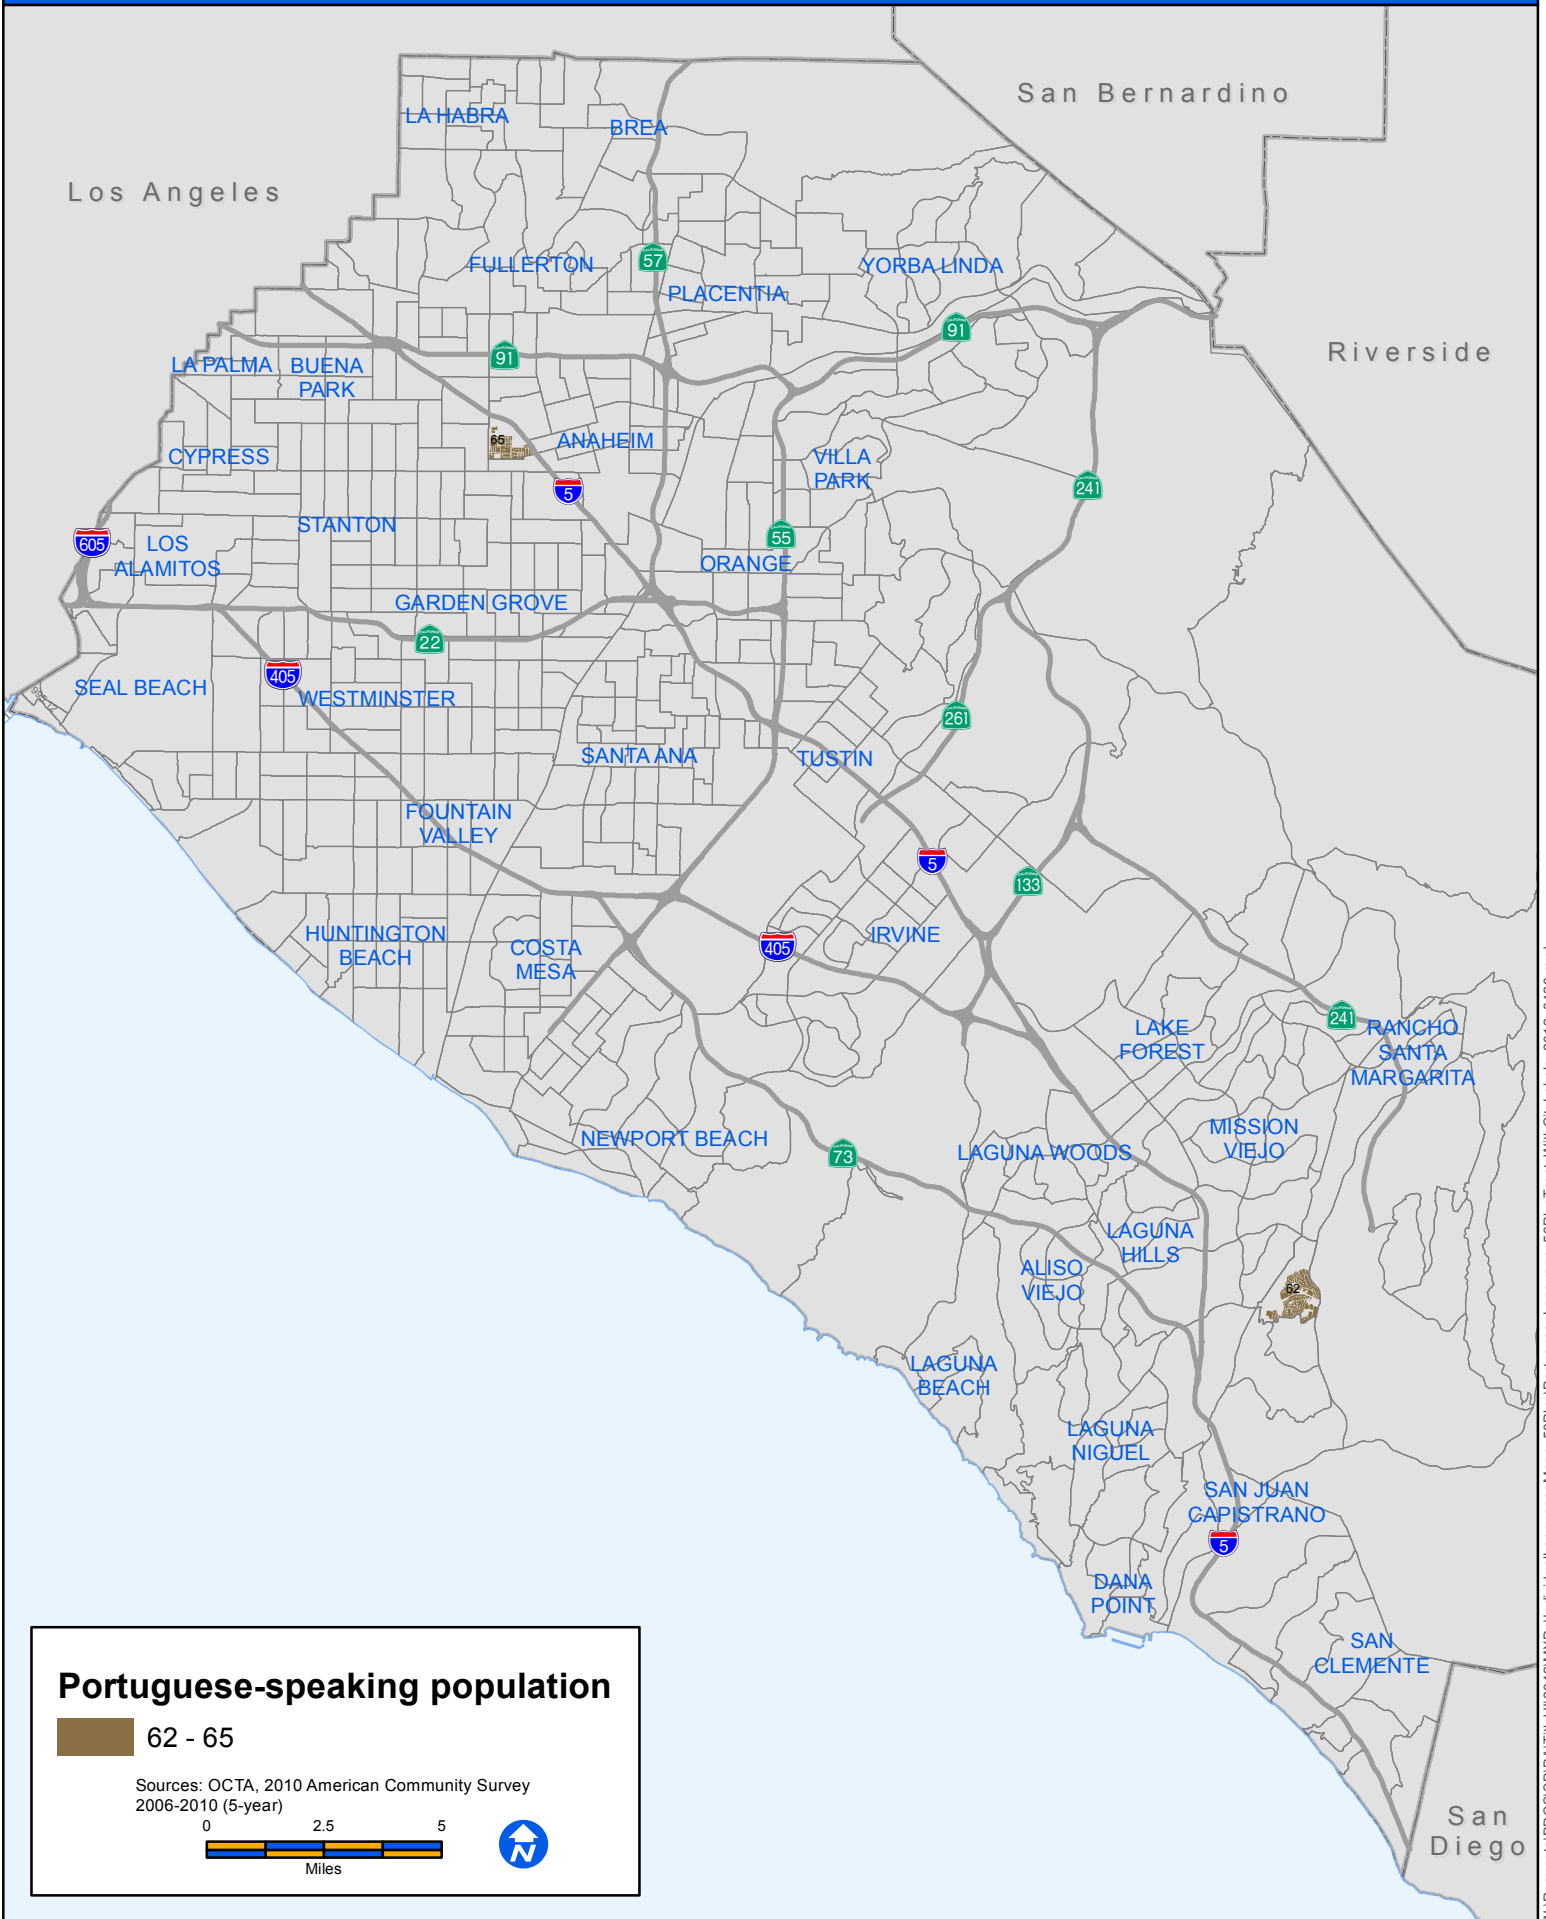 San Bernardino
LA HABRA
BREA
Los Angeles
FULLERTON
57
YORBA LINDA
PLACENTIA
91
91
Riverside
LA PALMA
BUENA
PARK
65
ANAHEIM
CYPRESS
VILLA
PARK
5
241
STANTON
55
605
LOS
ALAMITOS
ORANGE
GARDEN GROVE
22
405
SEAL BEACH
WESTMINSTER
261
SANTA ANA
TUSTIN
FOUNTAIN
VALLEY
5
133
HUNTINGTON
BEACH
COSTA
MESA
405
IRVINE
241
LAKE
FOREST
RANCHO
SANTA
MARGARITA
NEWPORT BEACH
73
LAGUNA WOODS
MISSION
VIEJO
LAGUNA
HILLS
ALISO
VIEJO
62
LAGUNA
BEACH
LAGUNA
NIGUEL
SAN JUAN
CAPISTRANO
5
DANA
POINT
SAN
CLEMENTE
San
Diego
Portuguese-speaking population
62 - 65
Sources: OCTA, 2010 American Community Survey
2006-2010 (5-year)
0 2.5 5
Miles
N